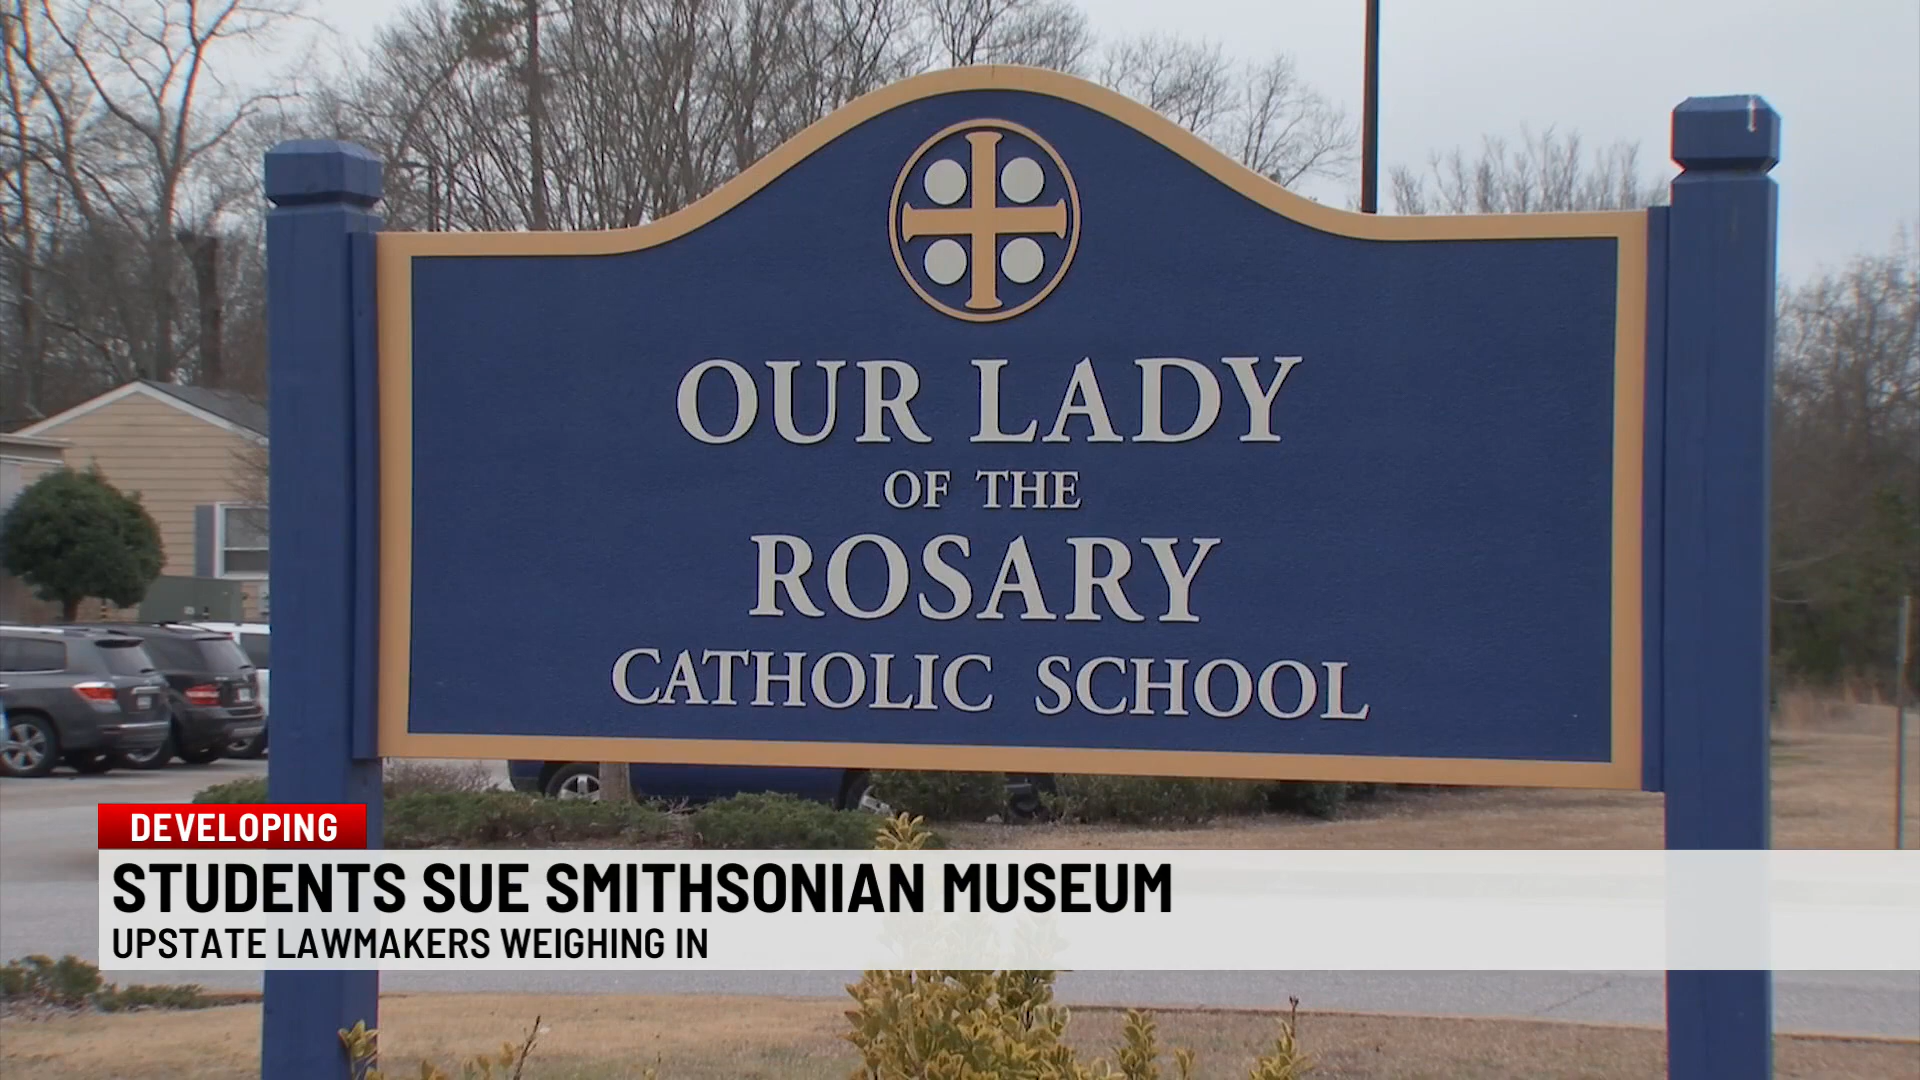 OUR LADY
OF THE
ROSARY
CATHOLIC SCHOOL
DEVELOPING
STUDENTS SUE SMITHSONIAN MUSEUM
UPSTATE LAWMAKERS WEIGHING IN